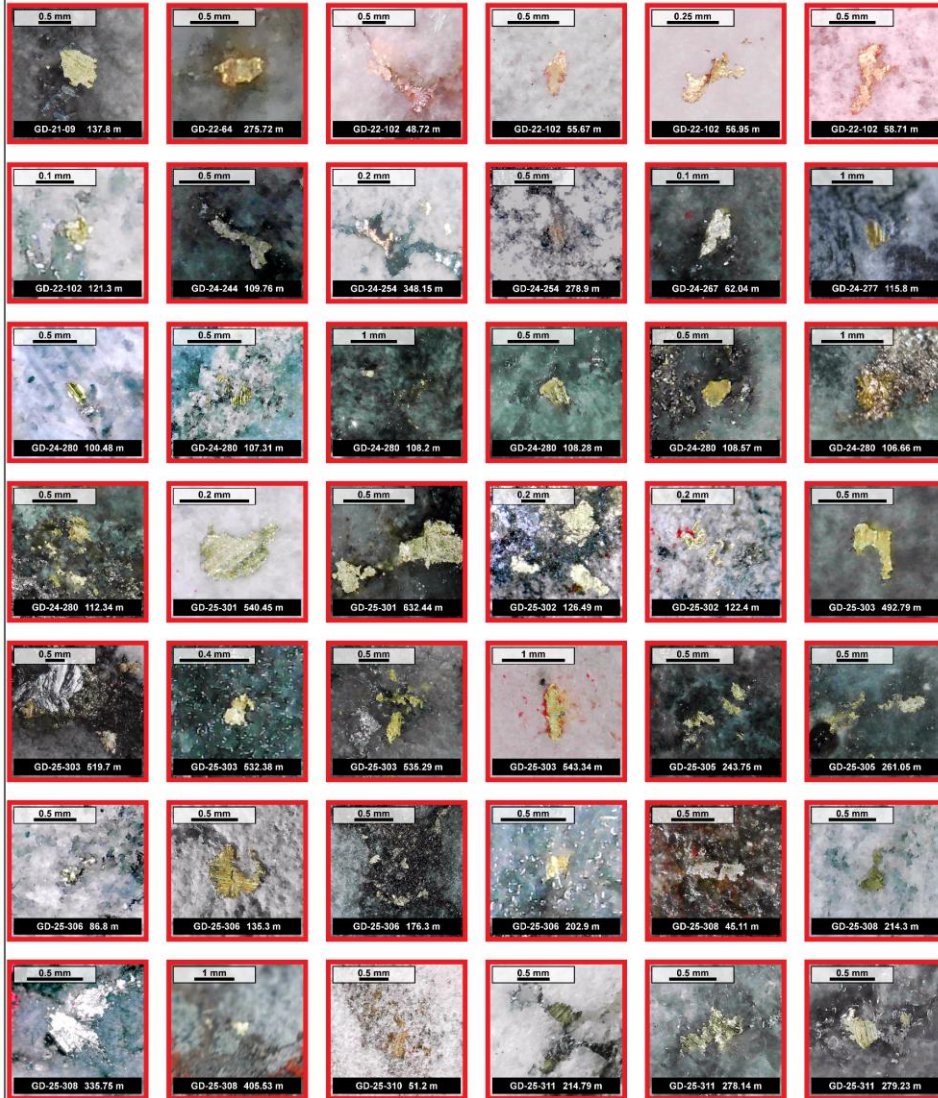 0.5 mm
GD-21-09 137.8 m
0.5 mm
GD-22-64 275.72 m
0.5 mm
GD-22-102 48.72 m
0.5 mm
GD-22-102 55.67 m
0.25 mm
GD-22-102 56.95 m
0.5 mm
GD-22-102 58.71 m
0.1 mm
GD-22-102 121.3 m
0.5 mm
GD-24-244 109.76 m
0.2 mm
GD-24-254 348.15 m
0.5 mm
GD-24-254 278.9 m
0.1 mm
GD-24-267 62.04 m
1 mm
GD-24-277 115.8 m
0.5 mm
GD-24-280 100.48 m
0.5 mm
GD-24-280 107.31 m
1 mm
GD-24-280 108.2 m
0.5 mm
GD-24-280 108.28 m
0.5 mm
GD-24-280 108.57 m
1 mm
GD-24-280 106.66 m
0.5 mm
GD-24-280 112.34 m
0.2 mm
GD-25-301 540.45 m
0.5 mm
GD-25-301 632.44 m
0.2 mm
GD-25-302 126.49 m
0.2 mm
GD-25-302 122.4 m
0.5 mm
GD-25-303 492.79 m
0.5 mm
GD-25-303 519.7 m
0.4 mm
GD-25-303 532.38 m
0.5 mm
GD-25-303 535.29 m
1 mm
GD-25-303 543.34 m
0.5 mm
GD-25-305 243.75 m
0.5 mm
GD-25-305 261.05 m
0.5 mm
GD-25-306 86.8 m
0.5 mm
GD-25-306 135.3 m
0.5 mm
GD-25-306 176.3 m
0.5 mm
GD-25-306 202.9 m
0.5 mm
GD-25-308 45.11 m
0.5 mm
GD-25-308 214.3 m
0.5 mm
GD-25-308 335.75 m
1 mm
GD-25-308 405.53 m
0.5 mm
GD-25-310 51.2 m
0.5 mm
GD-25-311 214.79 m
0.5 mm
GD-25-311 278.14 m
0.5 mm
GD-25-311 279.23 m